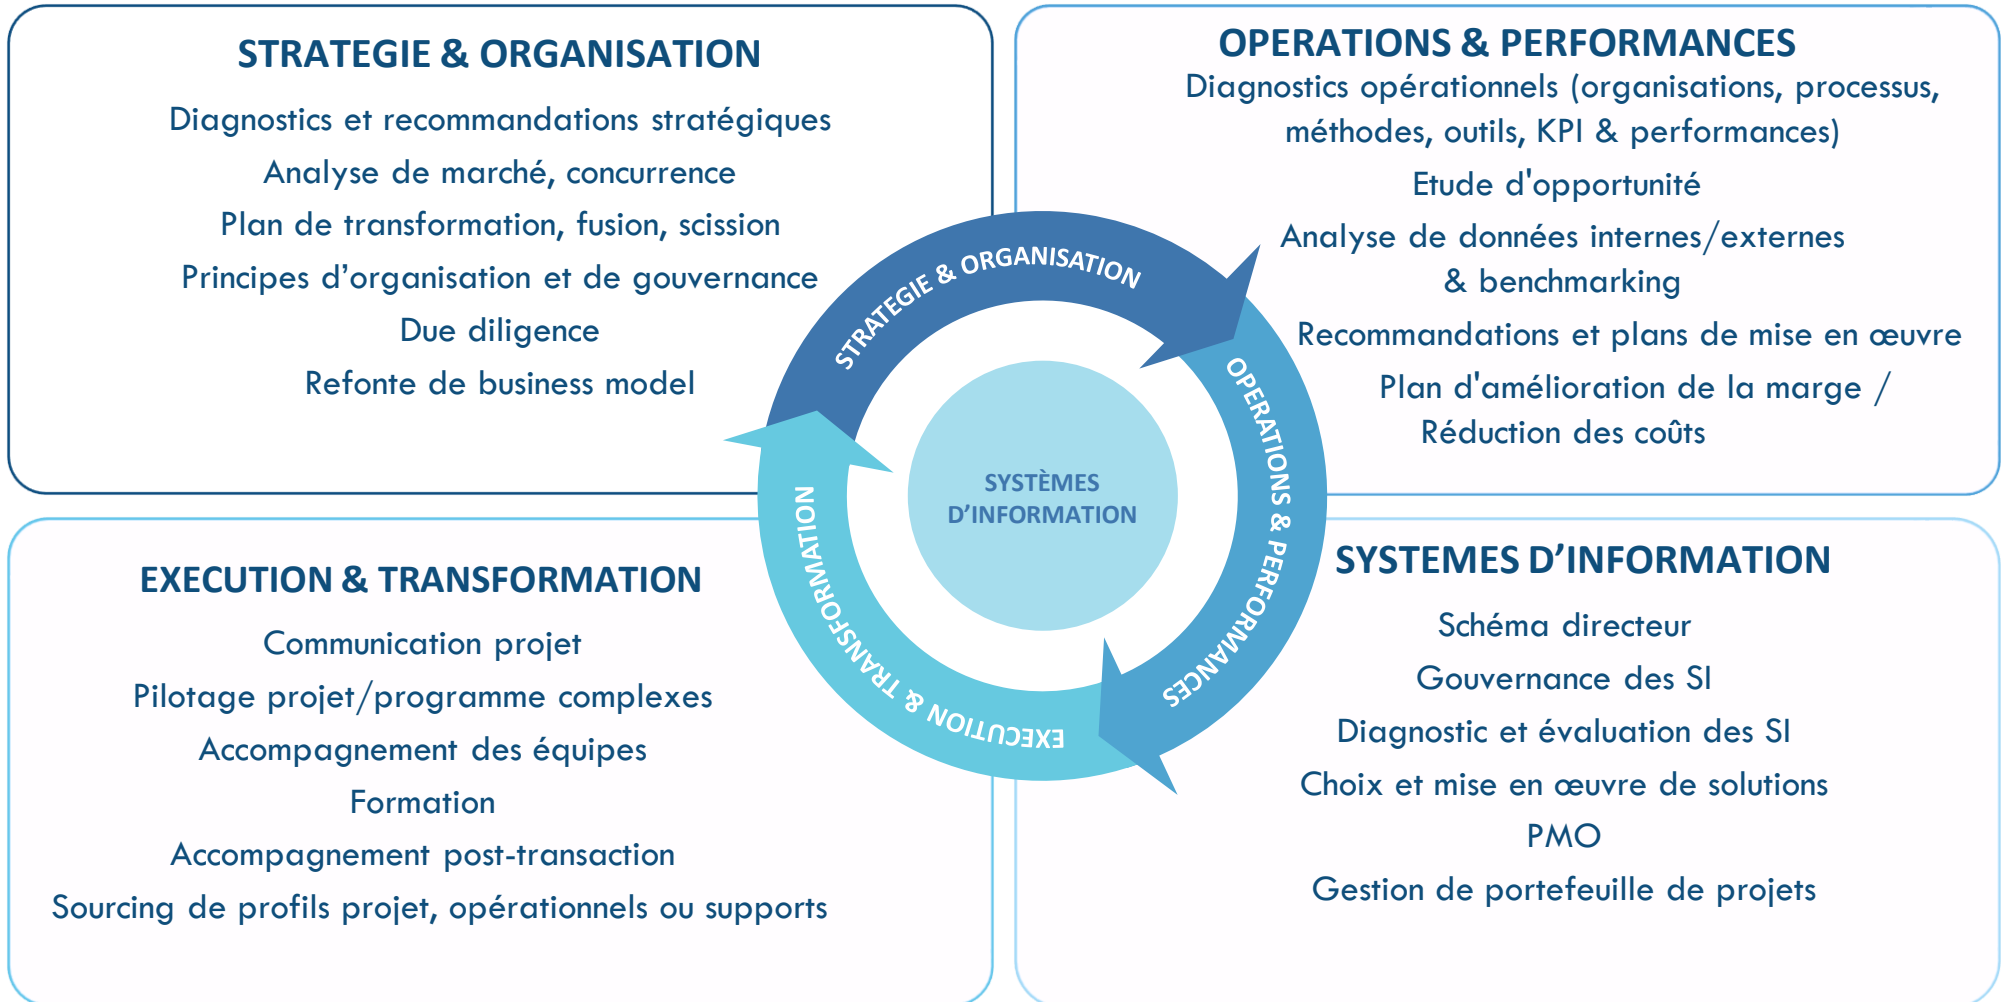 STRATEGIE & ORGANISATION
Diagnostics et recommandations stratégiques
Analyse de marché, concurrence
Plan de transformation, fusion, scission
Principes d’organisation et de gouvernance
Due diligence
Refonte de business model
OPERATIONS & PERFORMANCES
Diagnostics opérationnels (organisations, processus,
méthodes, outils, KPI & performances)
Etude d'opportunité
Analyse de données internes/externes
& benchmarking
Recommandations et plans de mise en œuvre
Plan d'amélioration de la marge /
Réduction des coûts
STRATEGIE & ORGANISATION
OPERATIONS & PERFORMANCES
EXECUTION & TRANSFORMATION
SYSTÈMES
D’INFORMATION
EXECUTION & TRANSFORMATION
Communication projet
Pilotage projet/programme complexes
Accompagnement des équipes
Formation
Accompagnement post-transaction
Sourcing de profils projet, opérationnels ou supports
SYSTEMES D’INFORMATION
Schéma directeur
Gouvernance des SI
Diagnostic et évaluation des SI
Choix et mise en œuvre de solutions
PMO
Gestion de portefeuille de projets